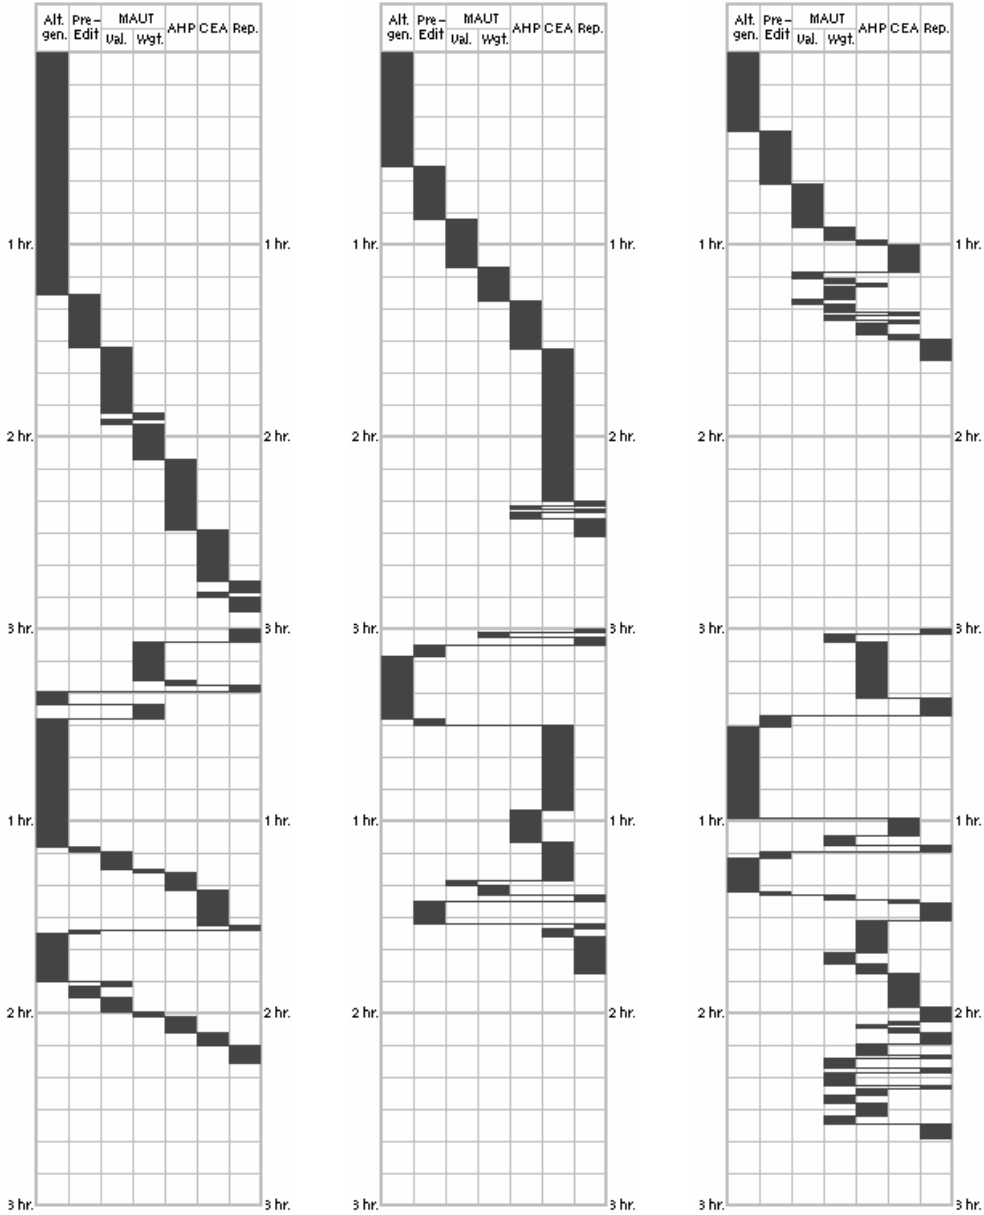 Alt. gen. Pre- Edit MAUT Val. Wgt. AHP CEA Rep.
Alt. gen. Pre- Edit MAUT Val. Wgt. AHP CEA Rep.
Alt. gen. Pre- Edit MAUT Val. Wgt. AHP CEA Rep.
1 hr. 1 hr. 1 hr. 1 hr. 1 hr. 1 hr.
2 hr. 2 hr. 2 hr. 2 hr. 2 hr. 2 hr.
3 hr. 3 hr. 3 hr. 3 hr. 3 hr. 3 hr.
1 hr. 1 hr. 1 hr. 1 hr. 1 hr. 1 hr.
2 hr. 2 hr. 2 hr. 2 hr. 2 hr. 2 hr.
3 hr. 3 hr. 3 hr. 3 hr. 3 hr. 3 hr.